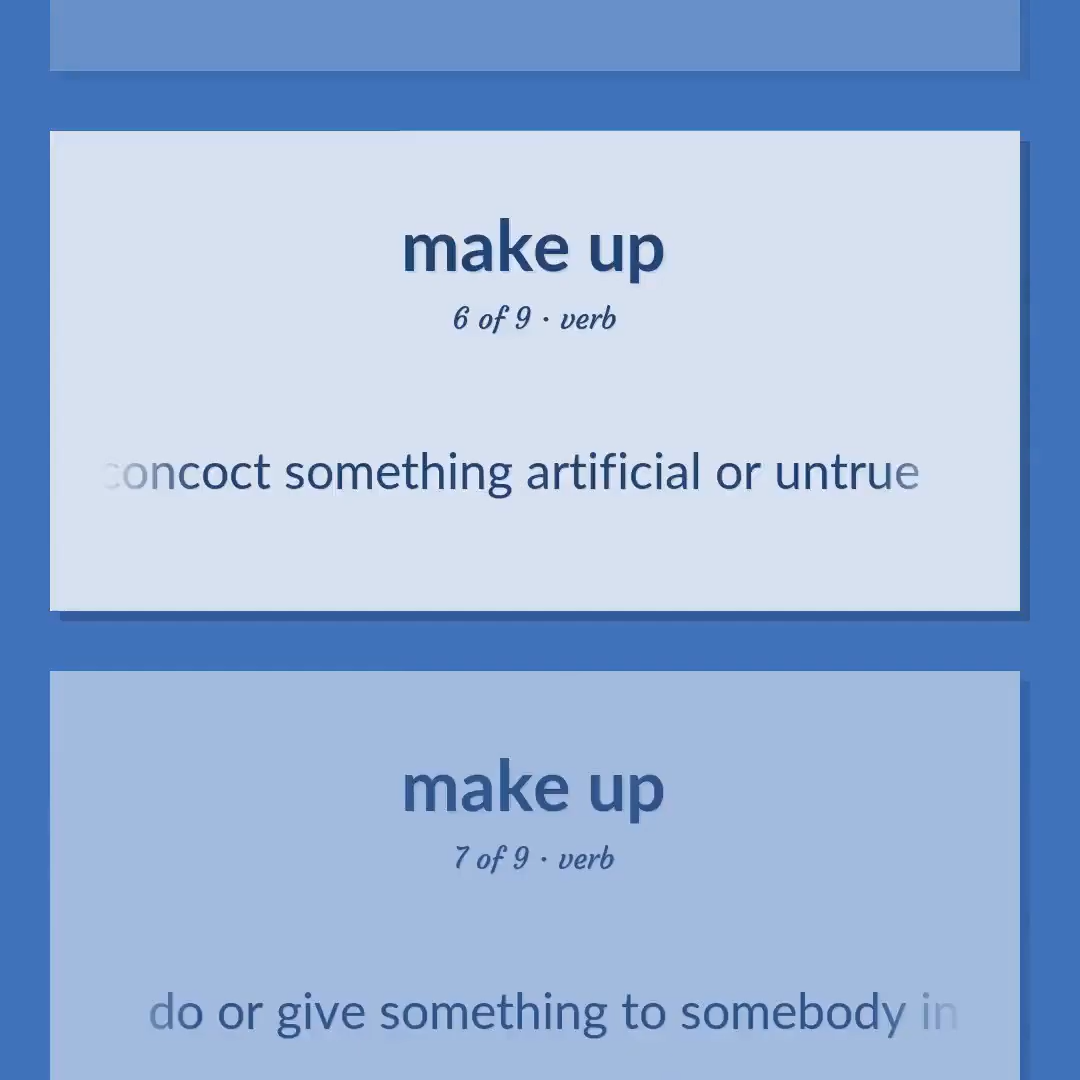 make up
6 of 9 · verb
concoct something artificial or untrue
make up
7 of 9 · verb
do or give something to somebody in